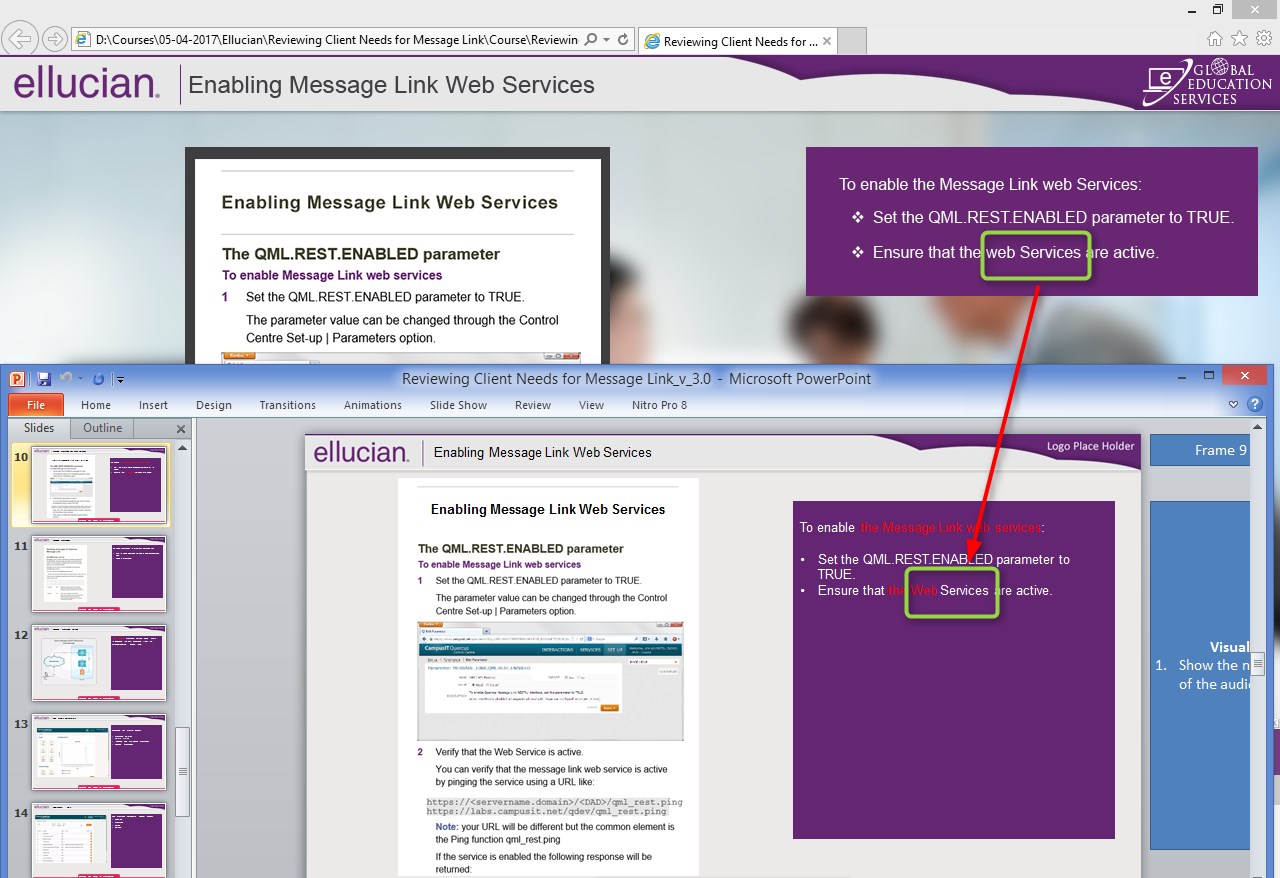 D:\Courses\05-04-2017\Ellucian\Reviewing Client Needs for Message Link\Course\Reviewin
Reviewing Client Needs for ...
ellucian.
Enabling Message Link Web Services
GLOBAL
EDUCATION
SERVICES
Enabling Message Link Web Services
The QML.REST.ENABLED parameter
To enable Message Link web services
1 Set the QML.REST.ENABLED parameter to TRUE.
The parameter value can be changed through the Control
Centre Set-up | Parameters option.
To enable the Message Link web Services:
❖ Set the QML.REST.ENABLED parameter to TRUE.
❖ Ensure that the web Services are active.
Reviewing Client Needs for Message Link_v_3.0 - Microsoft PowerPoint
File Home Insert Design Transitions Animations Slide Show Review View Nitro Pro 8
Slides Outline
10
11
12
13
14
ellucian.
Enabling Message Link Web Services
Logo Place Holder
Enabling Message Link Web Services
The QML.REST.ENABLED parameter
To enable Message Link web services
1 Set the QML.REST.ENABLED parameter to TRUE.
The parameter value can be changed through the Control
Centre Set-up | Parameters option.
CampusIT Quercus
INTERACTIONS SERVICES SET UP
2 Verify that the Web Service is active.
You can verify that the message link web service is active
by pinging the service using a URL like:
https://<servername.domain>/<DAD>/qml_rest.ping
https://labs.campusit.net/qdev/qml_rest.ping
Note: your URL will be different but the common element is
the Ping function qml_rest.ping
If the service is enabled the following response will be
returned:
To enable the Message Link web services:
• Set the QML.REST.ENABLED parameter to
TRUE.
• Ensure that the Web Services are active.
Frame 9
Visual
1. Show the n
of the audio